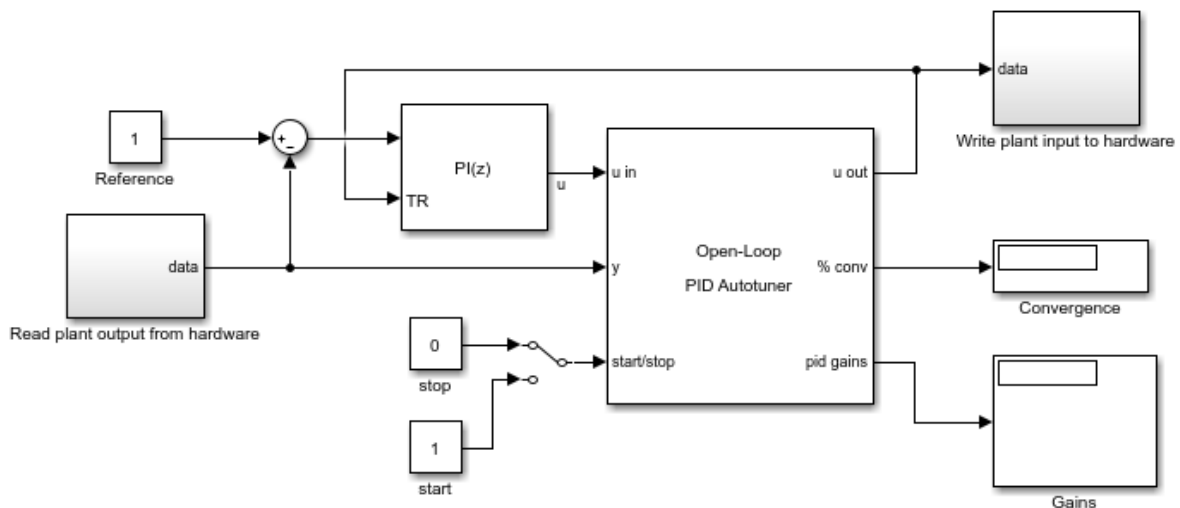 data
Write plant input to hardware
1
Reference
+
-
PI(z)
TR
u
u in
u out
data
Read plant output from hardware
y
Open-Loop
PID Autotuner
% conv
Convergence
0
stop
start/stop
pid gains
1
start
Gains